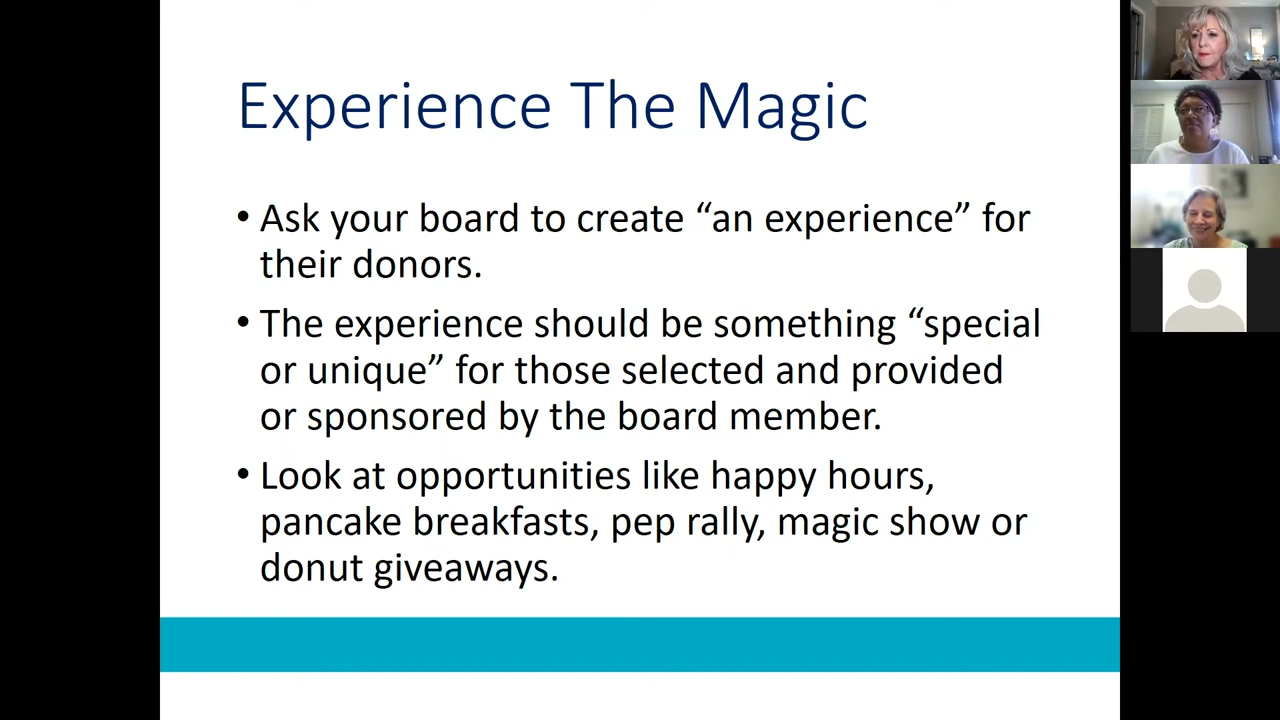 Experience The Magic
• Ask your board to create “an experience” for
their donors.
• The experience should be something “special
or unique” for those selected and provided
or sponsored by the board member.
• Look at opportunities like happy hours,
pancake breakfasts, pep rally, magic show or
donut giveaways.